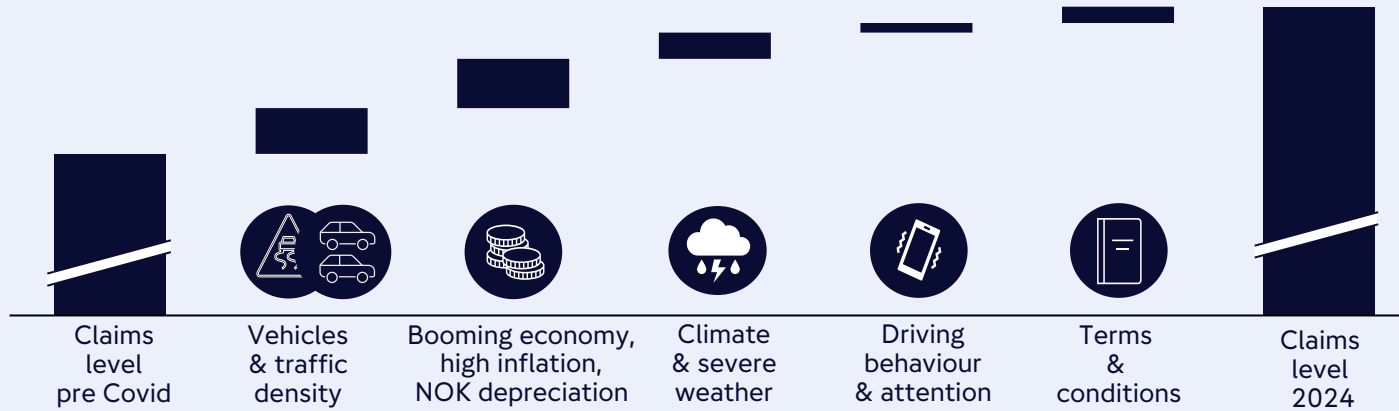 Claims
level
pre Covid
Vehicles
& traffic
density
Booming economy,
high inflation,
NOK depreciation
Climate
& severe
weather
Driving
behaviour
& attention
Terms
&
conditions
Claims
level
2024